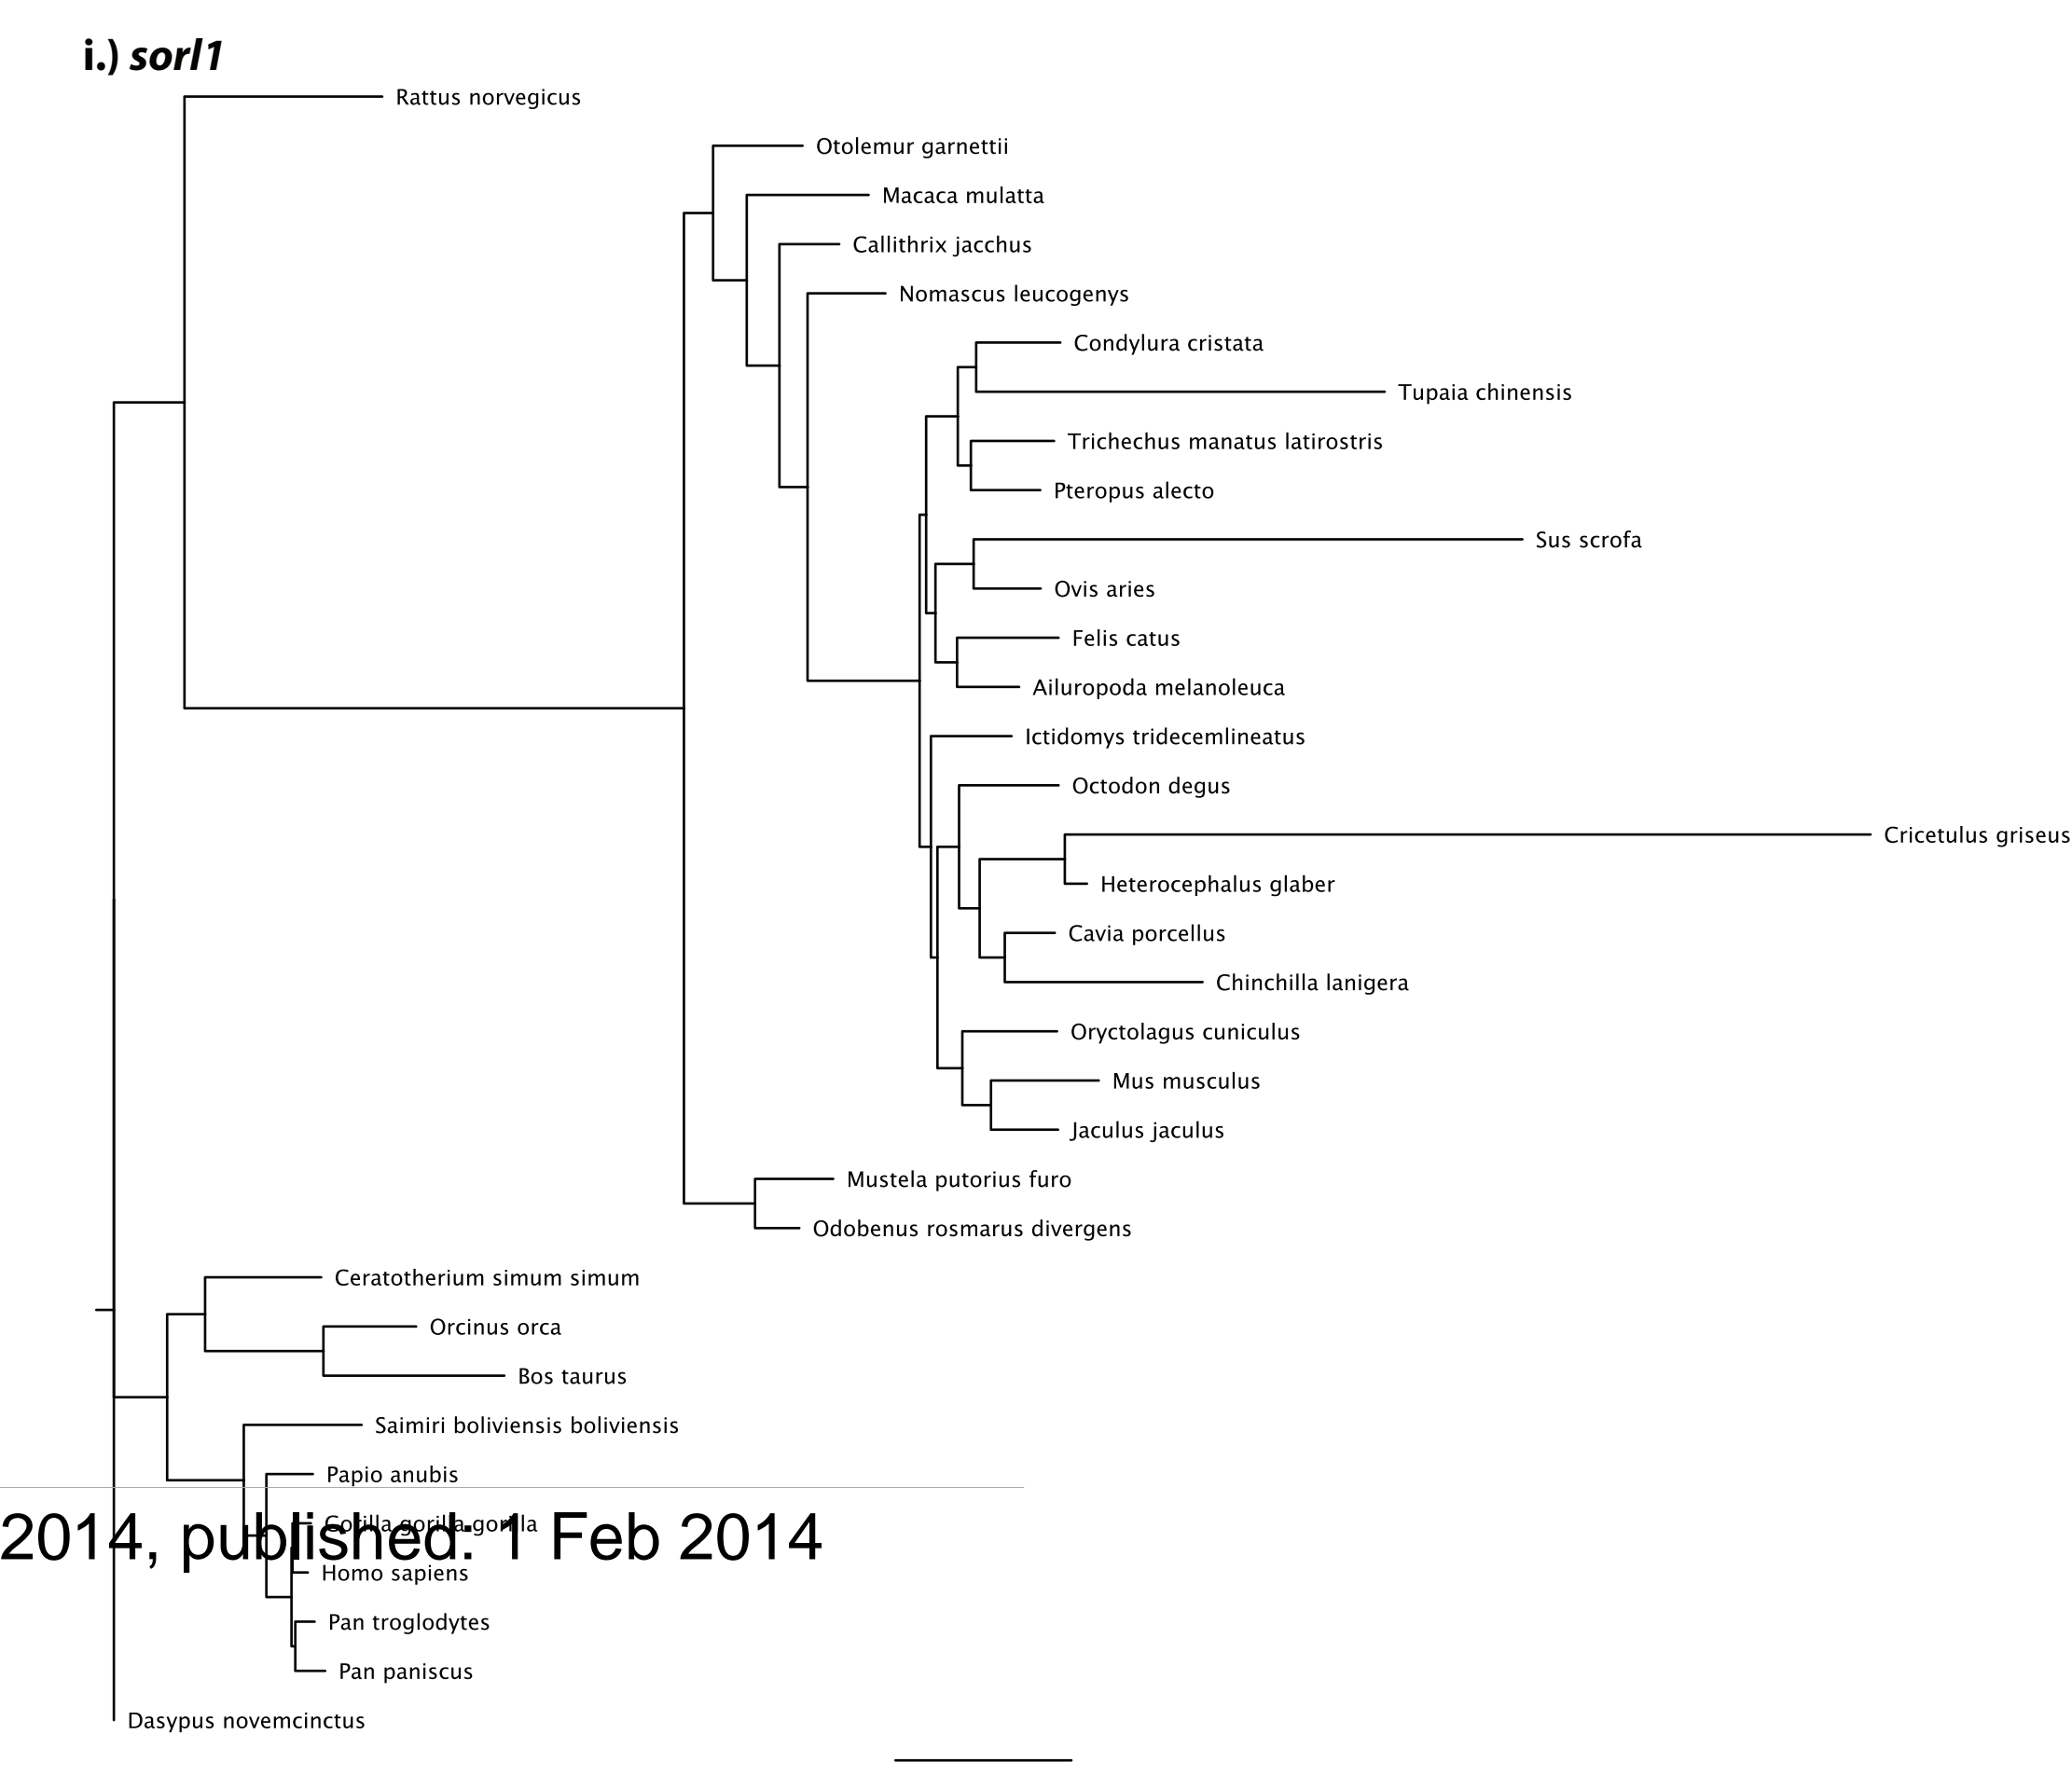 i.) sorl1
Rattus norvegicus
Otolemur garnettii
Macaca mulatta
Callithrix jacchus
Nomascus leucogenys
Condylura cristata
Tupaia chinensis
Trichechus manatus latirostris
Pteropus alecto
Sus scrofa
Ovis aries
Felis catus
Ailuropoda melanoleuca
Ictidomys tridecemlineatus
Octodon degus
Cricetulus griseus
Heterocephalus glaber
Cavia porcellus
Chinchilla lanigera
Oryctolagus cuniculus
Mus musculus
Jaculus jaculus
Mustela putorius furo
Odobenus rosmarus divergens
Ceratotherium simum simum
Orcinus orca
Bos taurus
Saimiri boliviensis boliviensis
Papio anubis
Gorilla gorilla gorilla
2014, published: 1 Feb 2014
Homo sapiens
Pan troglodytes
Pan paniscus
Dasypus novemcinctus